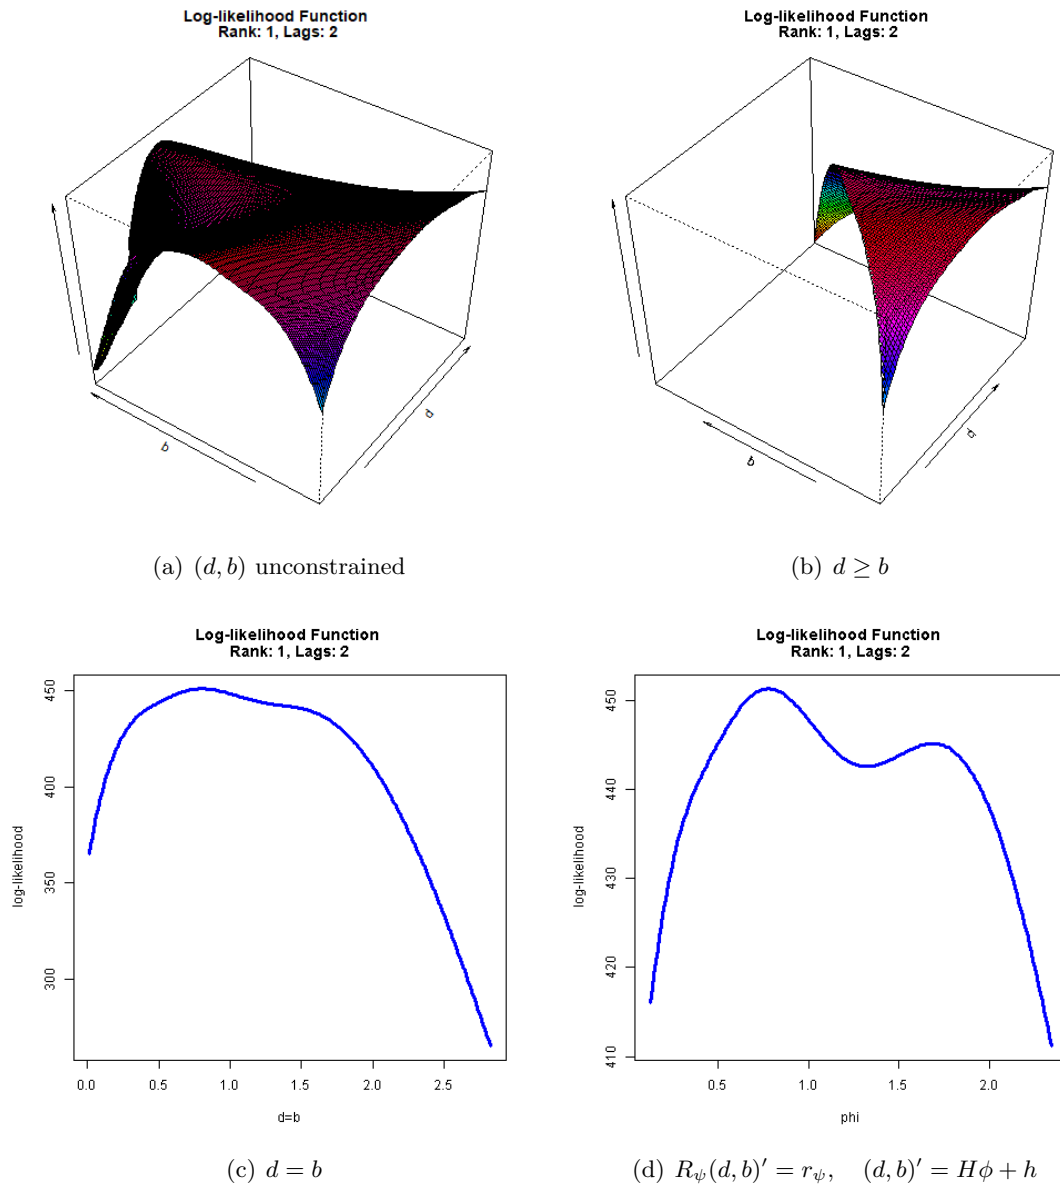 Log-likelihood Function
Rank: 1, Lags: 2
b
d
(a) (d, b) unconstrained
Log-likelihood Function
Rank: 1, Lags: 2
b
d
(b) d ≥ b
Log-likelihood Function
Rank: 1, Lags: 2
log-likelihood
450
400
350
300
0.0 0.5 1.0 1.5 2.0 2.5
d=b
(c) d = b
Log-likelihood Function
Rank: 1, Lags: 2
log-likelihood
450
440
430
420
410
0.5 1.0 1.5 2.0
phi
(d) Rψ(d, b)′ = rψ, (d, b)′ = Hϕ + h